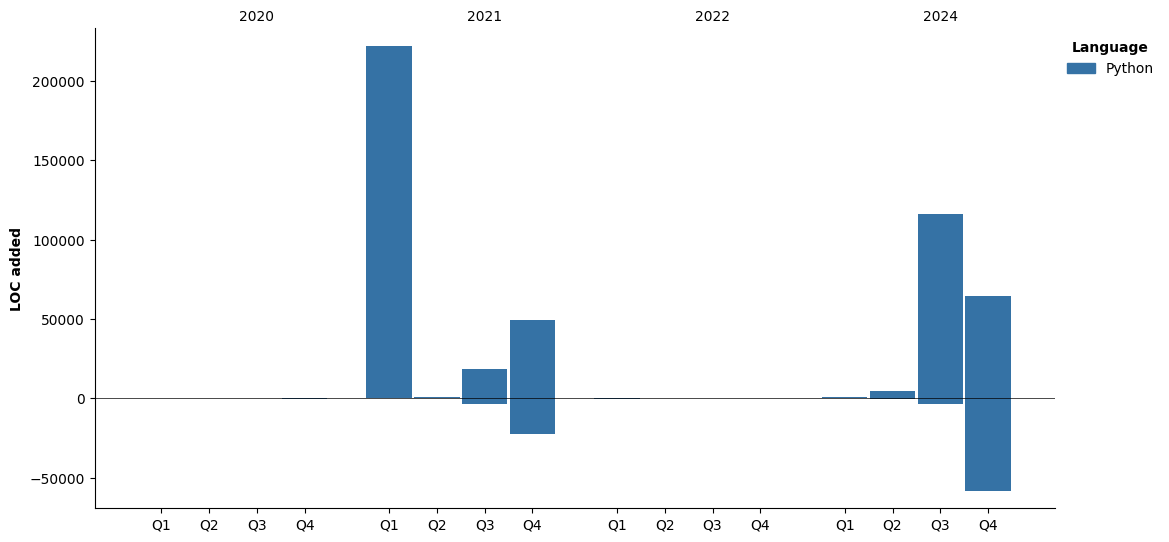 2020 2021 2022 2024
Language
Python
LOC added
200000
150000
100000
50000
0
−50000
Q1 Q2 Q3 Q4 Q1 Q2 Q3 Q4 Q1 Q2 Q3 Q4 Q1 Q2 Q3 Q4